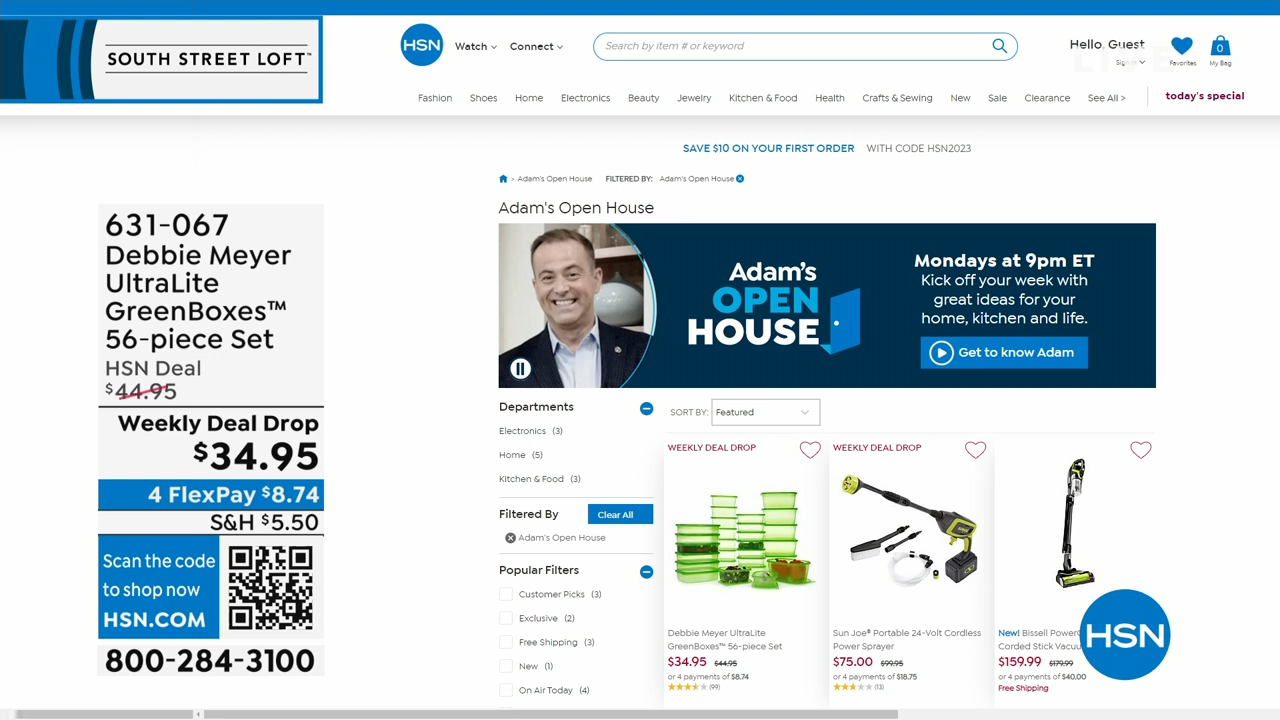 SOUTH STREET LOFT™
HSN
Watch
Connect
Search by item # or keyword
Hello, Guest
Favorites
0
My Bag
LIVE
Fashion Shoes Home Electronics Beauty Jewelry Kitchen & Food Health Crafts & Sewing New Sale Clearance See All >
today's special
SAVE $10 ON YOUR FIRST ORDER WITH CODE HSN2023
> Adam's Open House FILTERED BY: Adam's Open House
Adam's Open House
Adam's
OPEN
HOUSE
Mondays at 9pm ET
Kick off your week with
great ideas for your
home, kitchen and life.
Get to know Adam
631-067
Debbie Meyer
UltraLite
GreenBoxes™
56-piece Set
HSN Deal
$44.95
Weekly Deal Drop
$34.95
4 FlexPay $8.74
S&H $5.50
Scan the code
to shop now
HSN.COM
800-284-3100
Departments
Electronics (3)
Home (5)
Kitchen & Food (3)
Filtered By
Clear All
Adam's Open House
Popular Filters
Customer Picks (3)
Exclusive (2)
Free Shipping (3)
New (1)
On Air Today (4)
SORT BY: Featured
WEEKLY DEAL DROP
Debbie Meyer UltraLite
GreenBoxes™ 56-piece Set
$34.95 $44.95
or 4 payments of $8.74
(99)
WEEKLY DEAL DROP
Sun Joe® Portable 24-Volt Cordless
Power Sprayer
$75.00 $99.95
or 4 payments of $18.75
(13)
New! Bissell Power
Corded Stick Vacuu
$159.99 $179.99
or 4 payments of $40.00
Free Shipping
HSN